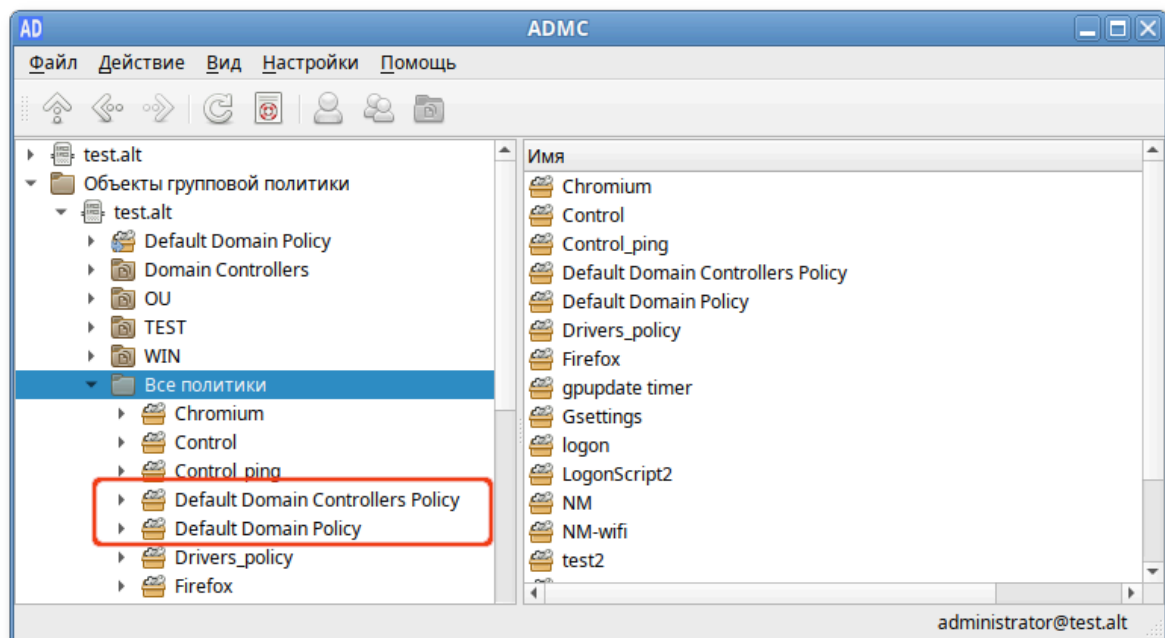 AD ADMC
Файл Действие Вид Настройки Помощь
test.alt
Объекты групповой политики
test.alt
Default Domain Policy
Domain Controllers
OU
TEST
WIN
Все политики
Chromium
Control
Control_ping
Default Domain Controllers Policy
Default Domain Policy
Drivers_policy
Firefox
Имя
Chromium
Control
Control_ping
Default Domain Controllers Policy
Default Domain Policy
Drivers_policy
Firefox
gpupdate timer
Gsettings
logon
LogonScript2
NM
NM-wifi
test2
administrator@test.alt